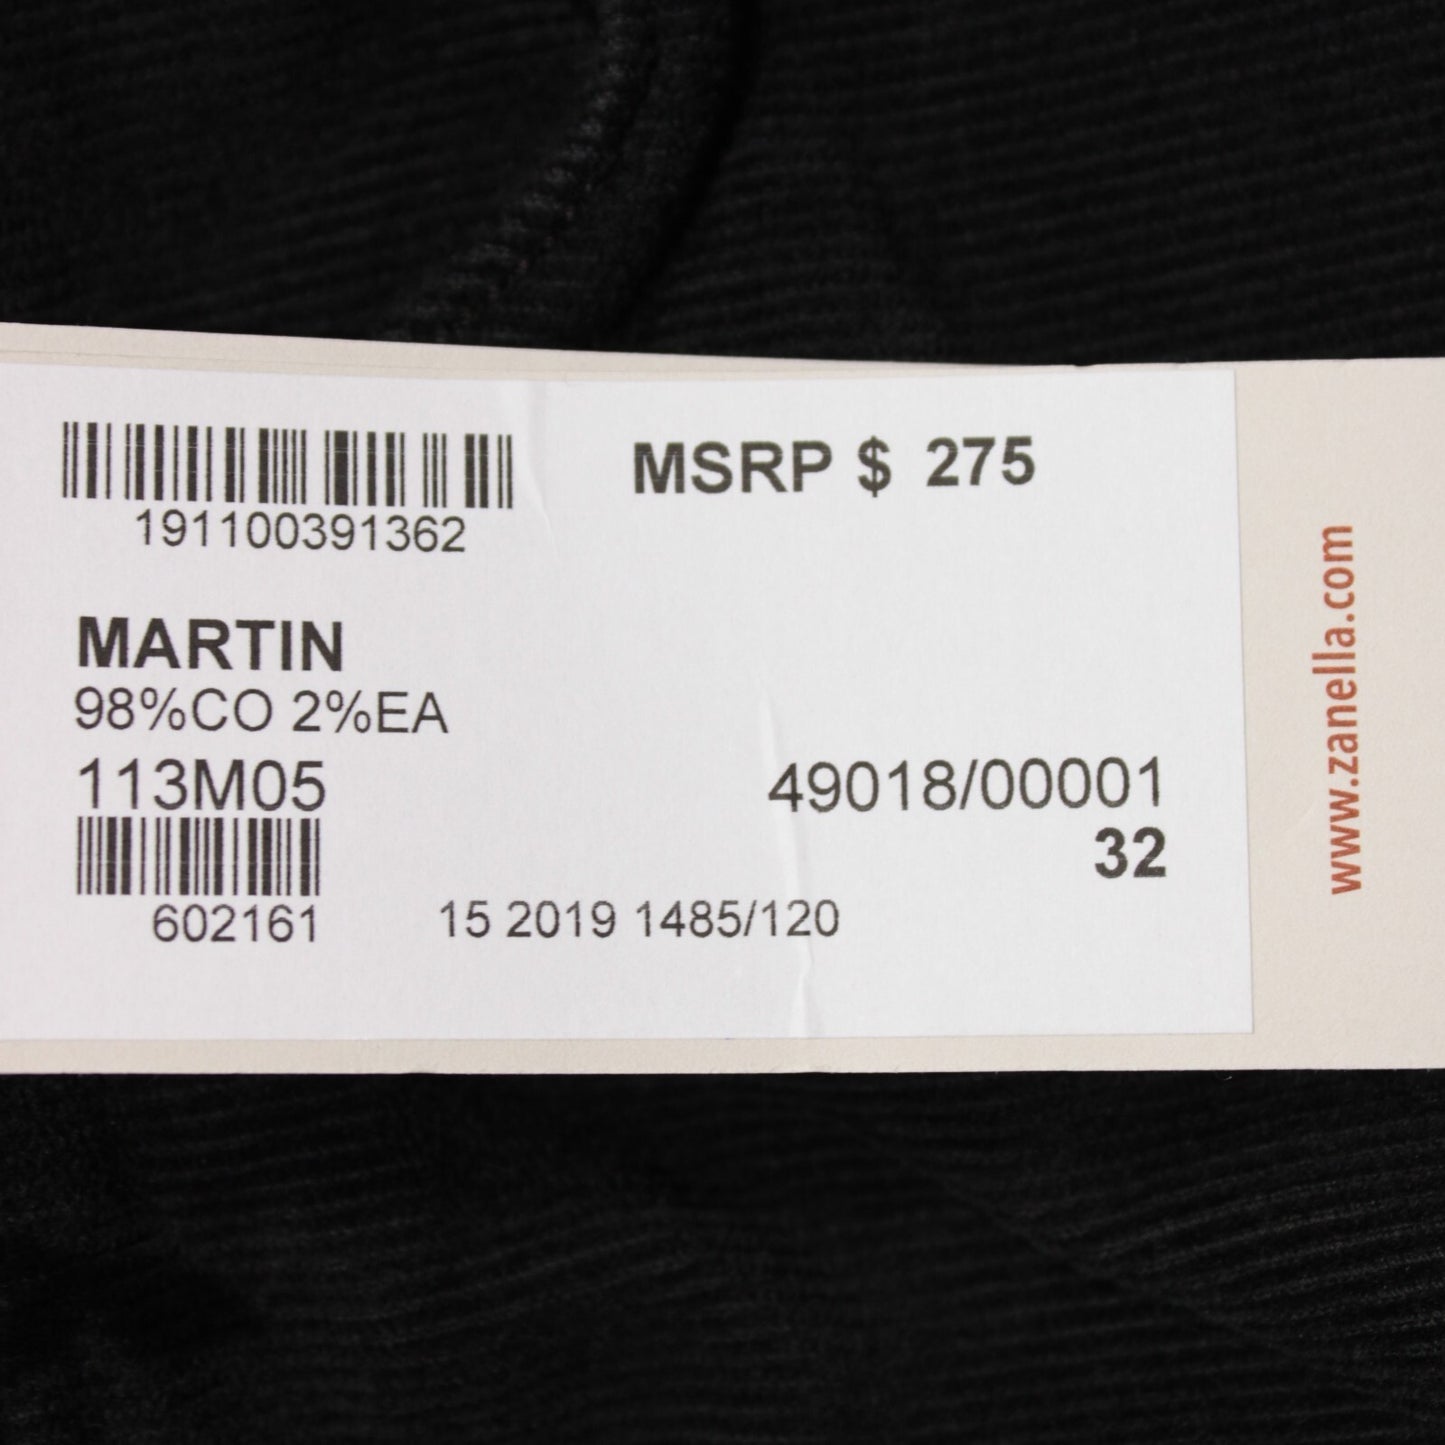 MSRP $ 275
191100391362
MARTIN
98%CO 2%EA
113M05
49018/00001
32
602161
15 2019 1485/120
www.zanella.com